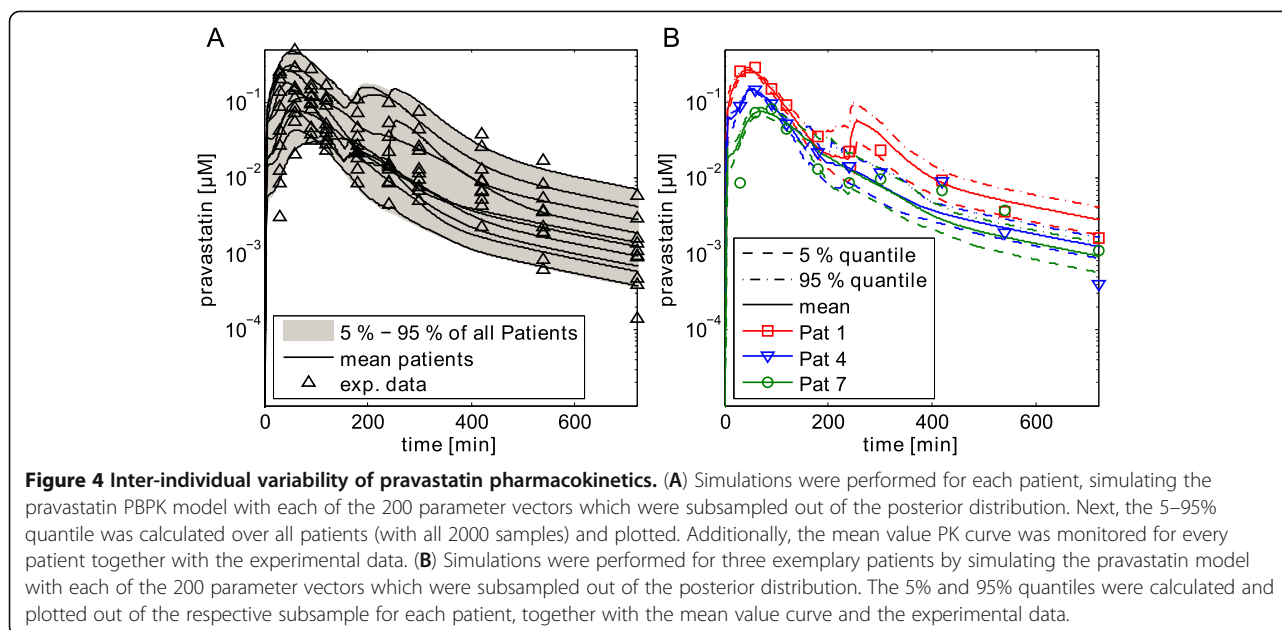 A
B
10⁻¹
10⁻²
10⁻³
10⁻⁴
pravastatin [µM]
5 % – 95 % of all Patients
mean patients
exp. data
0
200
400
600
time [min]
10⁻¹
10⁻²
10⁻³
10⁻⁴
pravastatin [µM]
5 % quantile
95 % quantile
mean
Pat 1
Pat 4
Pat 7
0
200
400
600
time [min]
Figure 4 Inter-individual variability of pravastatin pharmacokinetics. (A) Simulations were performed for each patient, simulating the
pravastatin PBPK model with each of the 200 parameter vectors which were subsampled out of the posterior distribution. Next, the 5–95%
quantile was calculated over all patients (with all 2000 samples) and plotted. Additionally, the mean value PK curve was monitored for every
patient together with the experimental data. (B) Simulations were performed for three exemplary patients by simulating the pravastatin model
with each of the 200 parameter vectors which were subsampled out of the posterior distribution. The 5% and 95% quantiles were calculated and
plotted out of the respective subsample for each patient, together with the mean value curve and the experimental data.